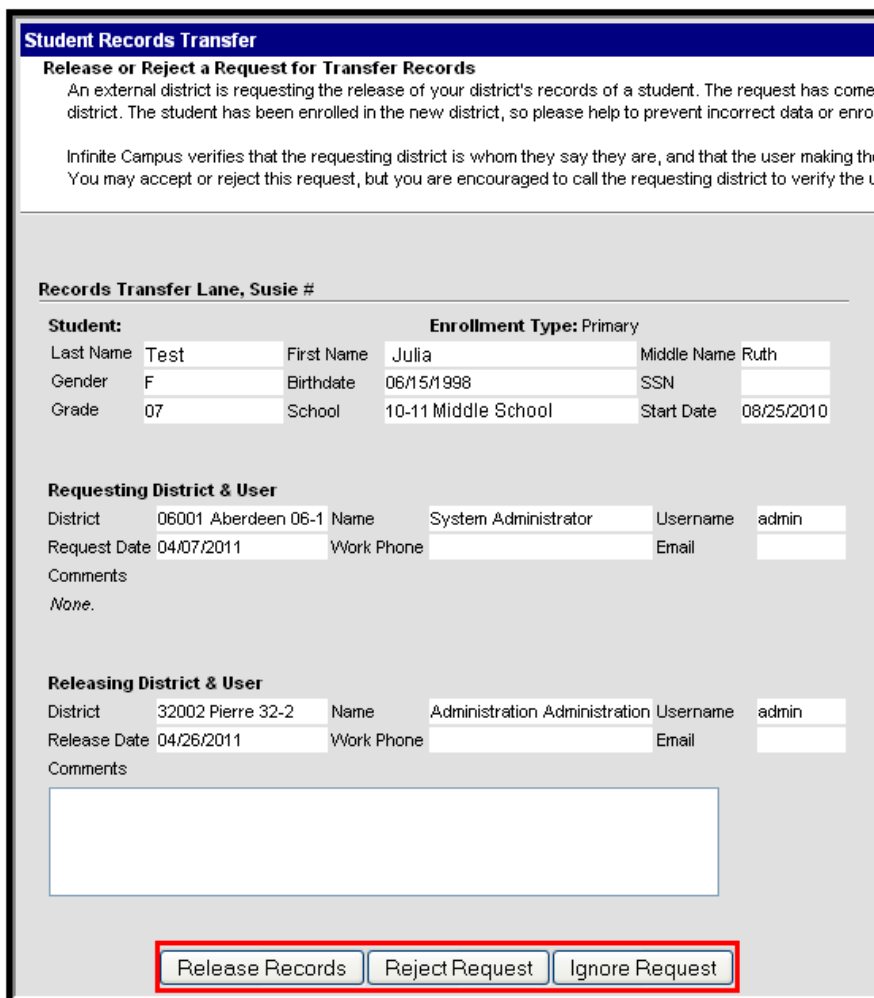 Student Records Transfer
Release or Reject a Request for Transfer Records
An external district is requesting the release of your district's records of a student. The request has come
district. The student has been enrolled in the new district, so please help to prevent incorrect data or enro
Infinite Campus verifies that the requesting district is whom they say they are, and that the user making the
You may accept or reject this request, but you are encouraged to call the requesting district to verify the u
Records Transfer Lane, Susie #
Student: Enrollment Type: Primary
Last Name Test First Name Julia Middle Name Ruth
Gender F Birthdate 06/15/1998 SSN
Grade 07 School 10-11 Middle School Start Date 08/25/2010
Requesting District & User
District 06001 Aberdeen 06-1 Name System Administrator Username admin
Request Date 04/07/2011 Work Phone Email
Comments
None.
Releasing District & User
District 32002 Pierre 32-2 Name Administration Administration Username admin
Release Date 04/26/2011 Work Phone Email
Comments
Release Records Reject Request Ignore Request